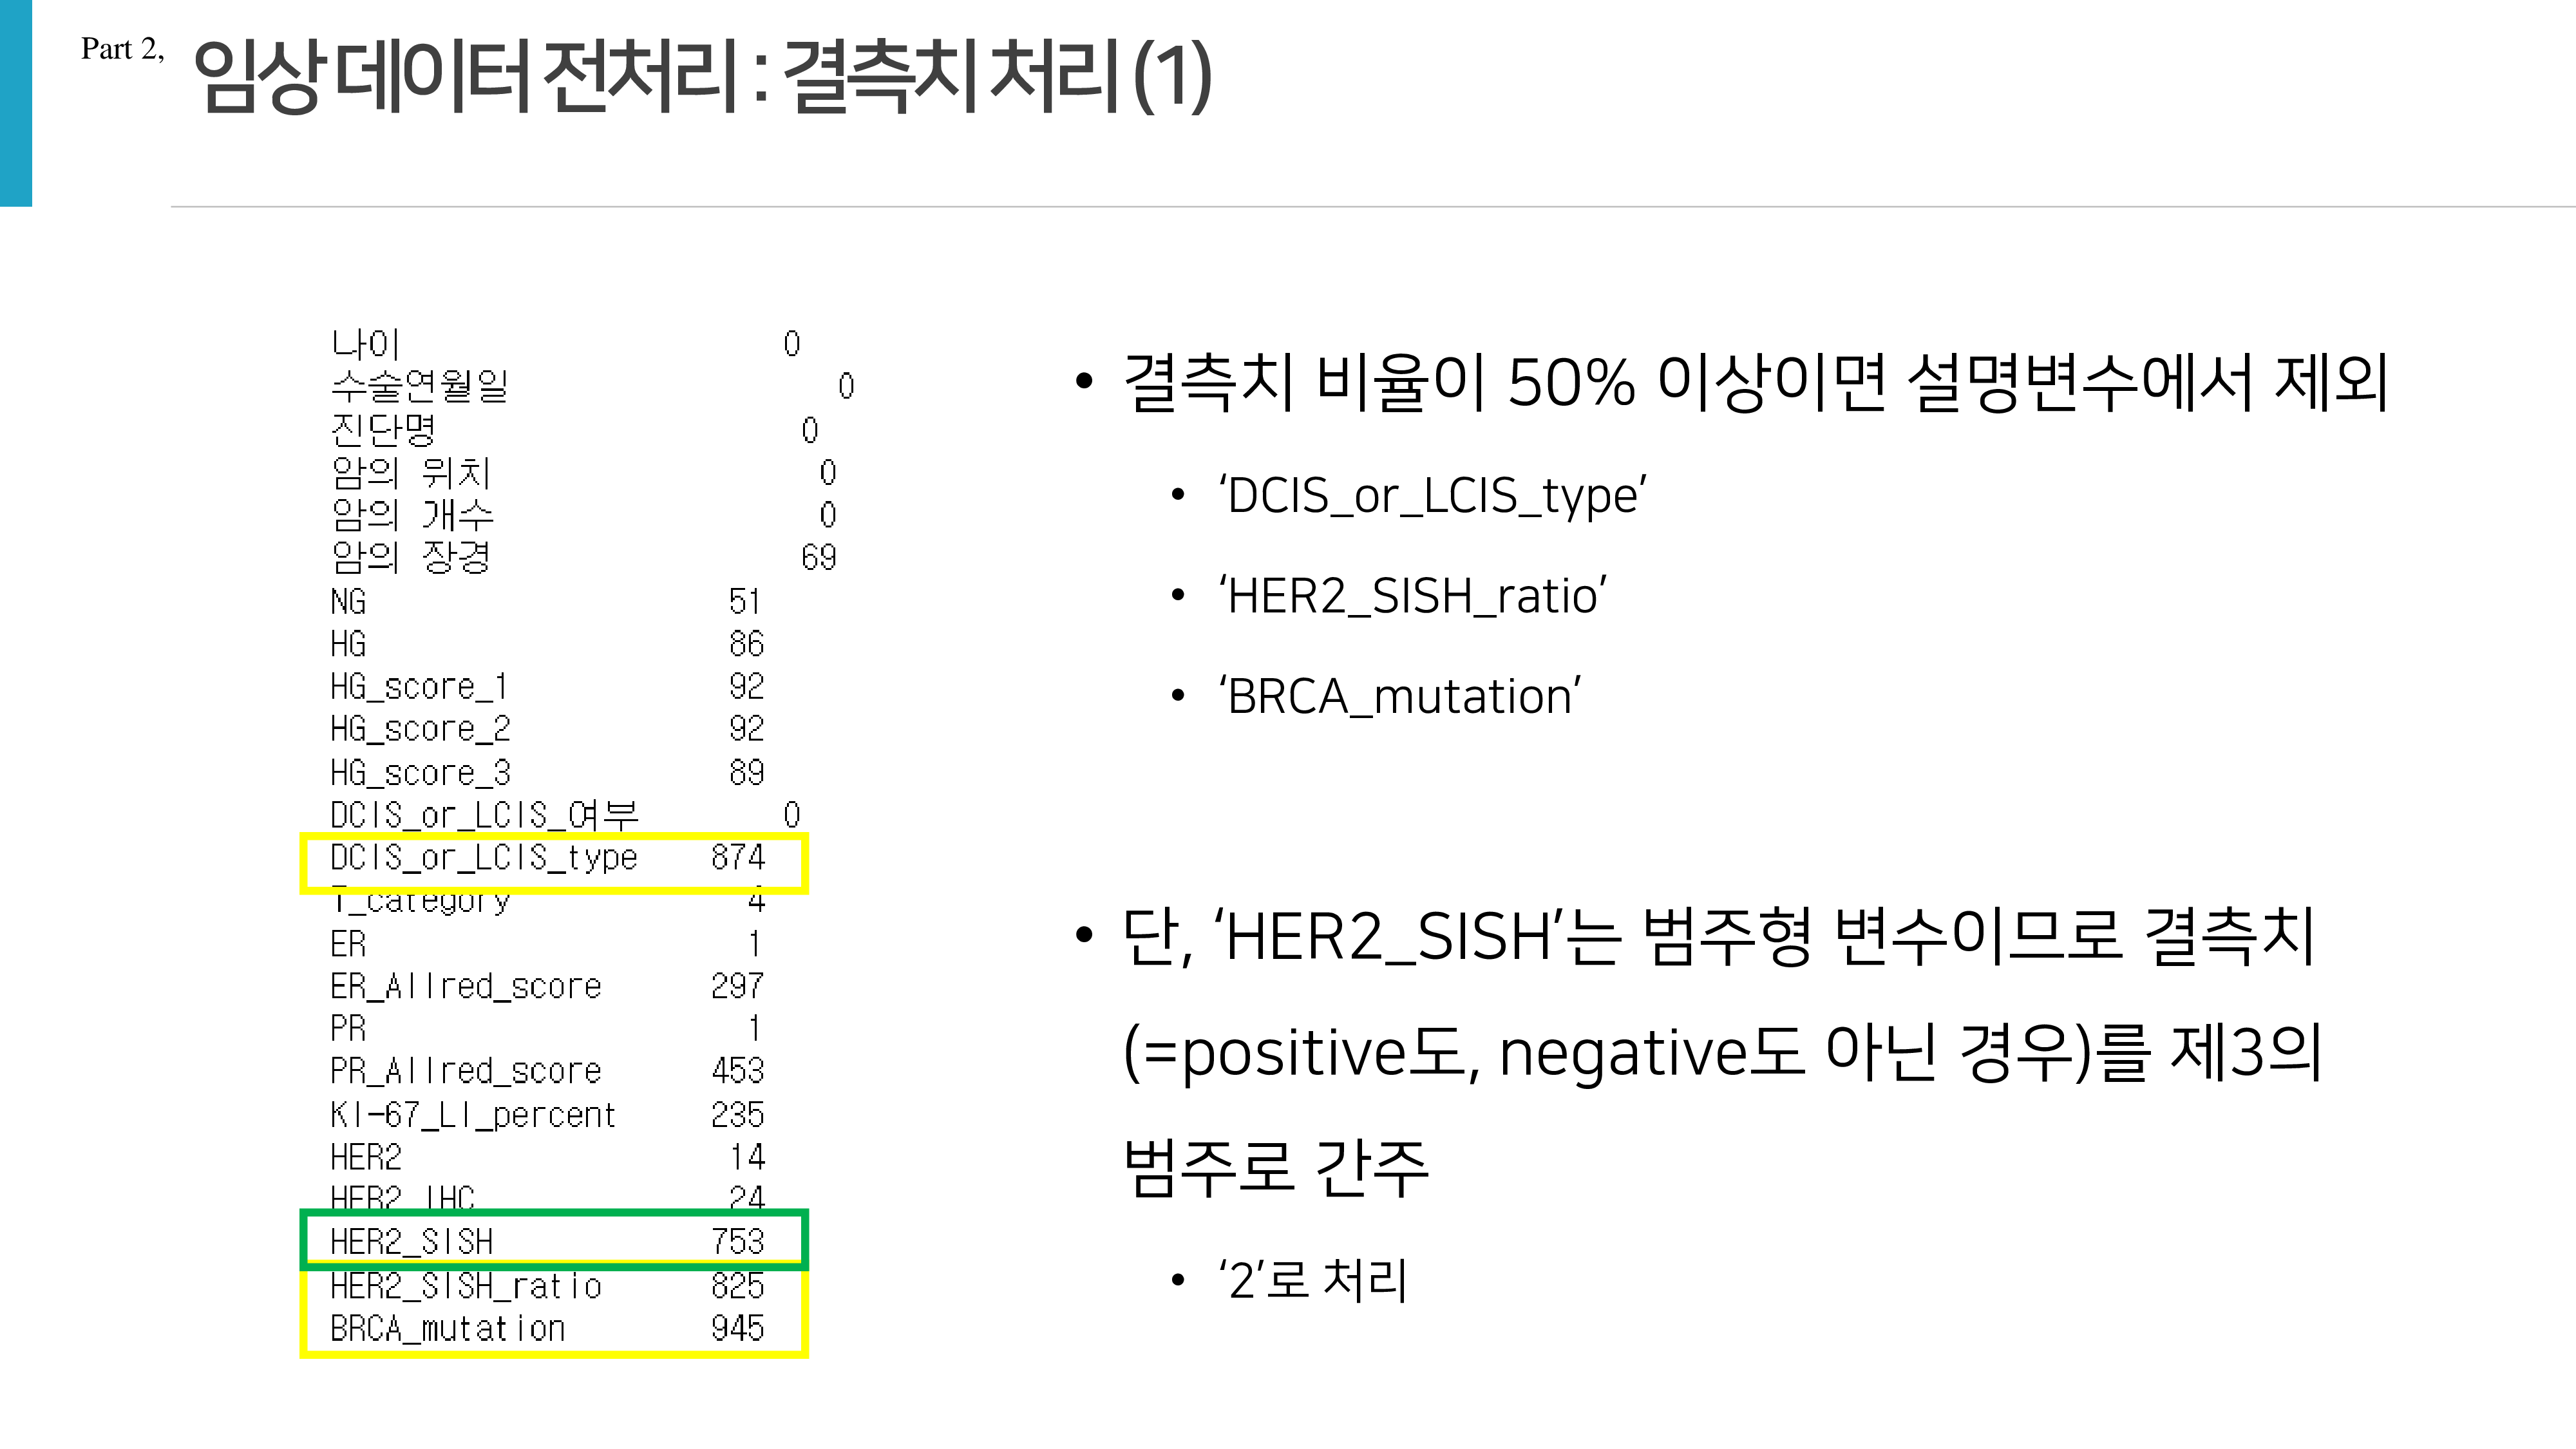 Part 2,
임상 데이터 전처리 : 결측치 처리 (1)
나이 0
수술연월일 0
진단명 0
암의 위치 0
암의 개수 0
암의 장경 69
NG 51
HG 86
HG_score_1 92
HG_score_2 92
HG_score_3 89
DCIS_or_LCIS_여부 0
DCIS_or_LCIS_type 874
T_category 4
ER 1
ER_Allred_score 297
PR 1
PR_Allred_score 453
KI-67_LI_percent 235
HER2 14
HER2_IHC 24
HER2_SISH 753
HER2_SISH_ratio 825
BRCA_mutation 945
• 결측치 비율이 50% 이상이면 설명변수에서 제외
• ‘DCIS_or_LCIS_type’
• ‘HER2_SISH_ratio’
• ‘BRCA_mutation’
• 단, ‘HER2_SISH’는 범주형 변수이므로 결측치
(=positive도, negative도 아닌 경우)를 제3의
범주로 간주
• ‘2’로 처리